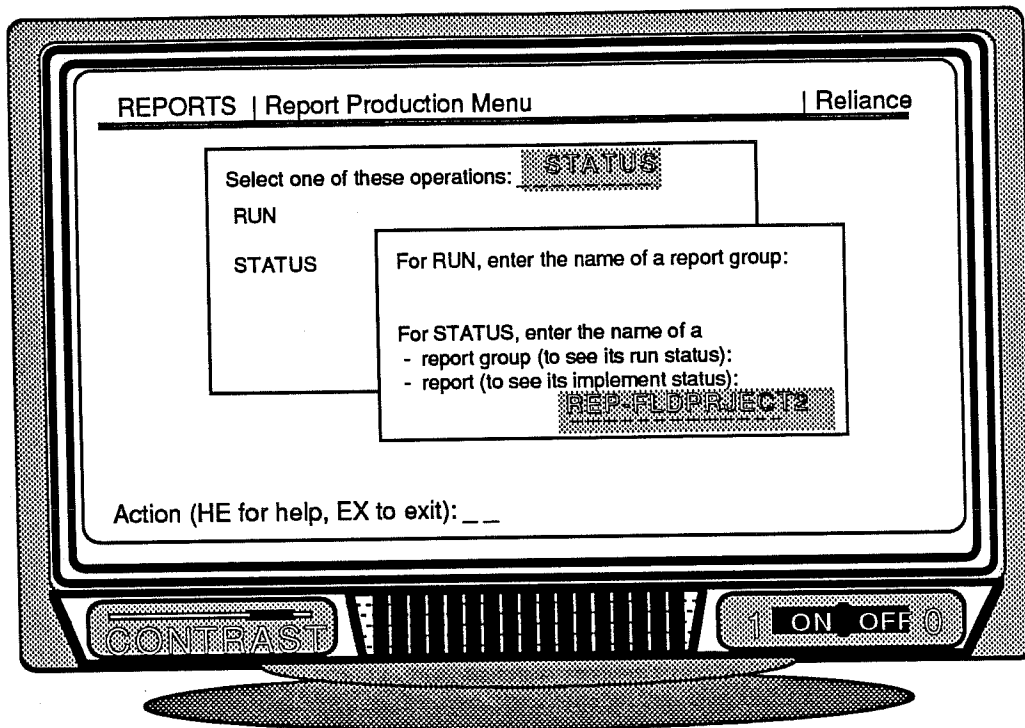 REPORTS | Report Production Menu | Reliance
Select one of these operations: STATUS
RUN
STATUS
For RUN, enter the name of a report group:
For STATUS, enter the name of a
- report group (to see its run status):
- report (to see its implement status):
REP-FLDPRJECT2
Action (HE for help, EX to exit): _ _
CONTRAST
1 ON OFF 0